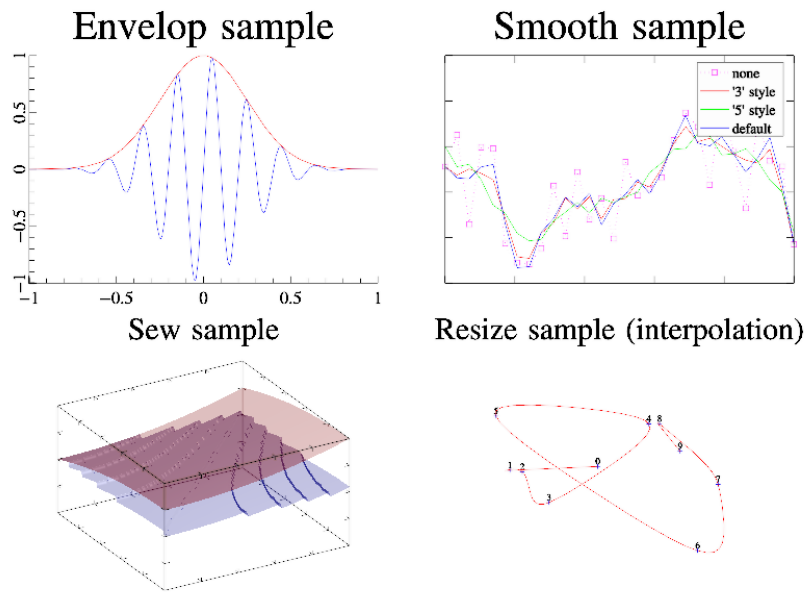 Envelop sample
Smooth sample
1
0.5
0
−0.5
−1
−1
−0.5
0
0.5
1
none
'3' style
'5' style
default
Sew sample
Resize sample (interpolation)
5
4
8
9
0
1
2
7
3
6